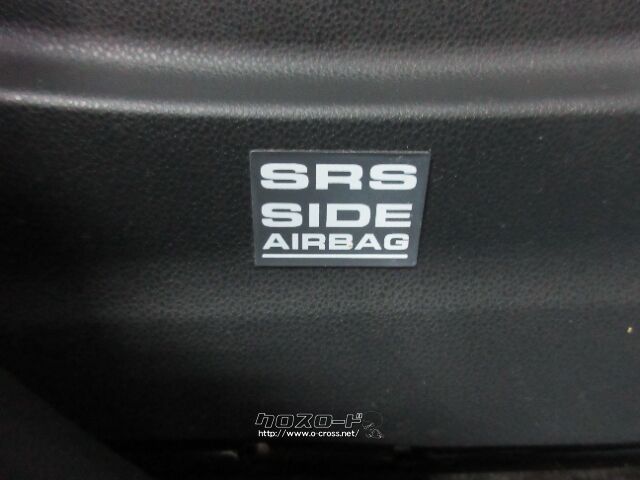 SRS
SIDE
AIRBAG
クロスロード
http://www.o-cross.net/